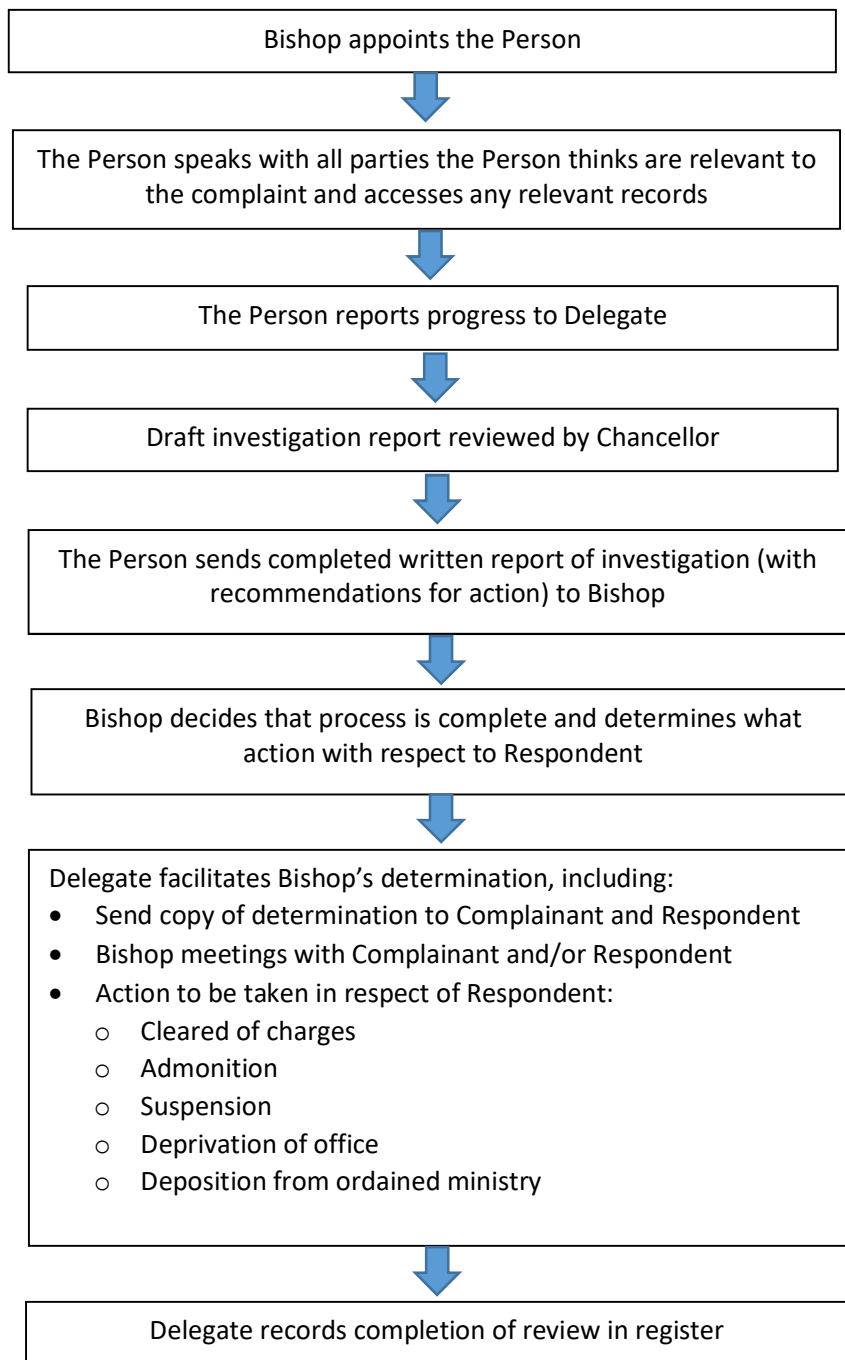 Bishop appoints the Person
The Person speaks with all parties the Person thinks are relevant to
the complaint and accesses any relevant records
The Person reports progress to Delegate
Draft investigation report reviewed by Chancellor
The Person sends completed written report of investigation (with
recommendations for action) to Bishop
Bishop decides that process is complete and determines what
action with respect to Respondent
Delegate facilitates Bishop’s determination, including:
• Send copy of determination to Complainant and Respondent
• Bishop meetings with Complainant and/or Respondent
• Action to be taken in respect of Respondent:
o Cleared of charges
o Admonition
o Suspension
o Deprivation of office
o Deposition from ordained ministry
Delegate records completion of review in register